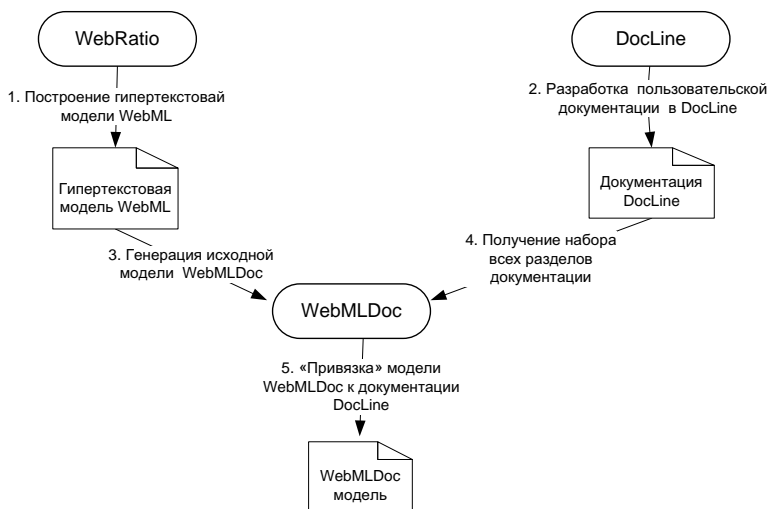 WebRatio
DocLine
1. Построение гипертекстовай
модели WebML
2. Разработка пользовательской
документации в DocLine
Гипертекстовая
модель WebML
Документация
DocLine
3. Генерация исходной
модели WebMLDoc
4. Получение набора
всех разделов
документации
WebMLDoc
5. «Привязка» модели
WebMLDoc к документации
DocLine
WebMLDoc
модель